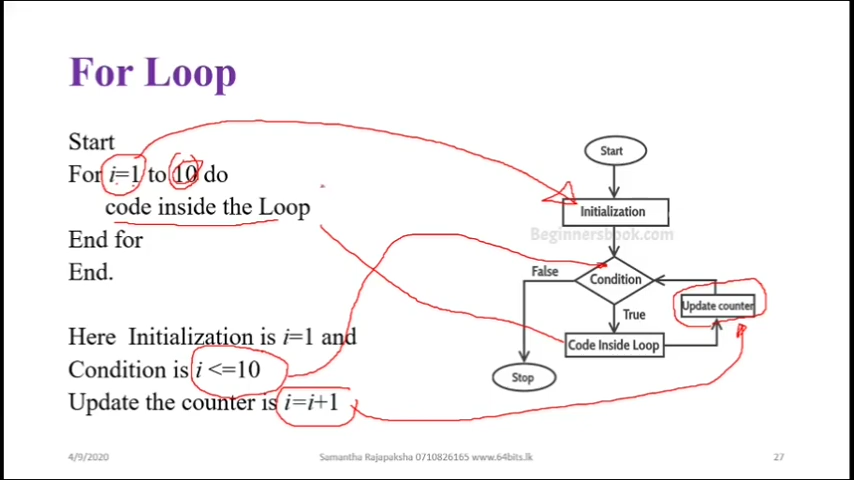 For Loop
Start
For i=1 to 10 do
code inside the Loop
End for
End.
Here Initialization is i=1 and
Condition is i <=10
Update the counter is i=i+1
Start
Initialization
Beginnersbook.com
False
Condition
Update counter
True
Code Inside Loop
Stop
4/9/2020
Samantha Rajapaksha 0710826165 www.64bits.lk
27